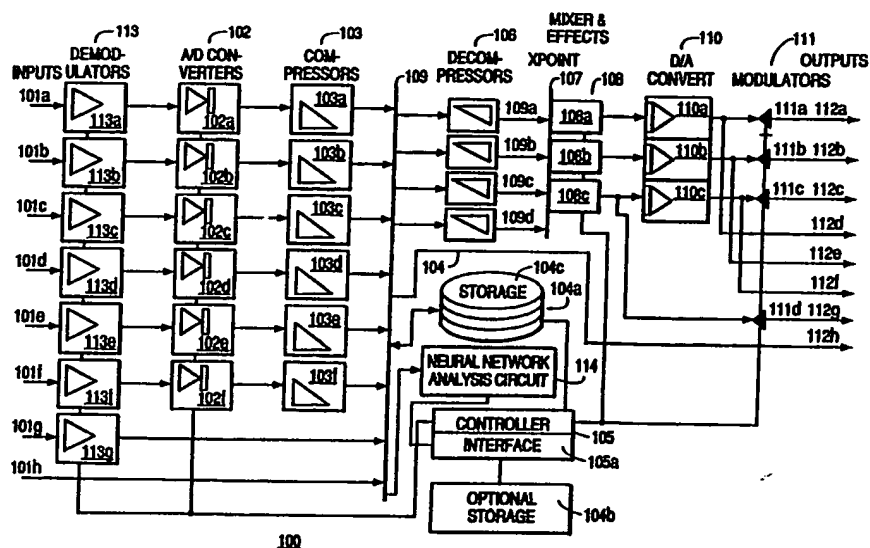 113
102
103
106
MIXER &
EFFECTS
110
111
DEMOD-
ULATORS
A/D CON-
VERTERS
COM-
PRESSORS
DECOM-
PRESSORS
XPOINT
D/A
CONVERT
MODULATORS
INPUTS
OUTPUTS
109
107
108
101a
113a
102a
103a
109a
108a
110a
111a 112a
101b
113b
102b
103b
109b
108b
110b
111b 112b
101c
113c
102c
103c
109c
108c
110c
111c 112c
109d
112d
101d
113d
102d
103d
104
104c
112e
STORAGE
104a
112f
101e
113e
102e
103e
111d 112g
112h
101f
113f
102f
103f
NEURAL NETWORK
ANALYSIS CIRCUIT
114
101g
113g
CONTROLLER
105
INTERFACE
105a
101h
OPTIONAL
STORAGE
104b
100